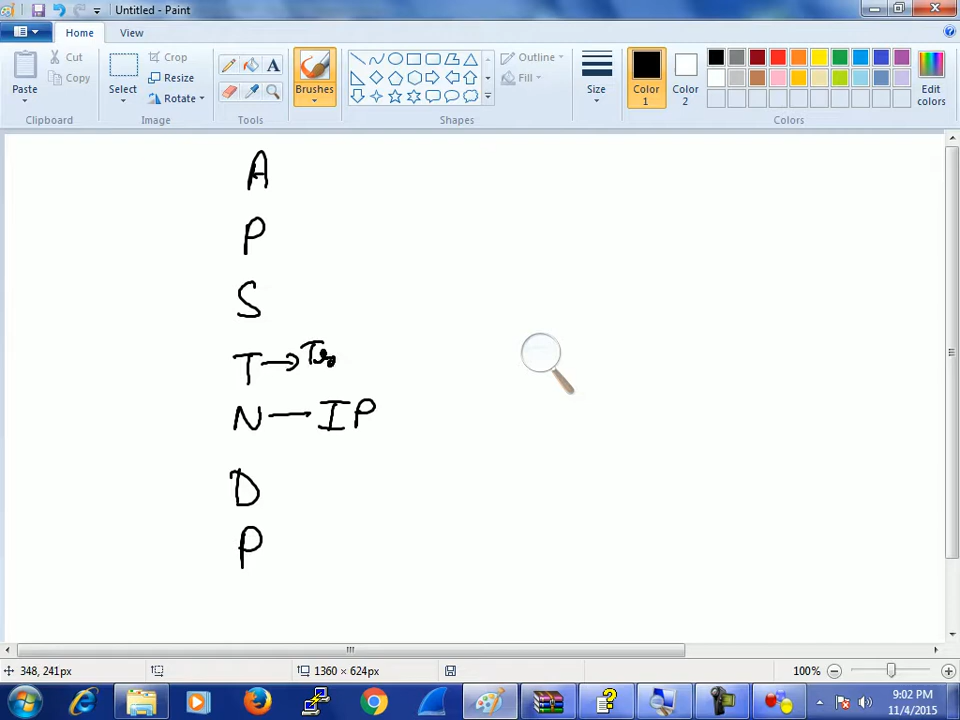 Untitled - Paint
Home View
Paste
Cut
Copy
Select
Crop
Resize
Rotate
Brushes
Outline
Fill
Size
Color 1
Color 2
Edit colors
Clipboard Image Tools Shapes Colors
A
P
S
T →
N — IP
D
P
348, 241px
1360 × 624px
100%
9:02 PM
11/4/2015